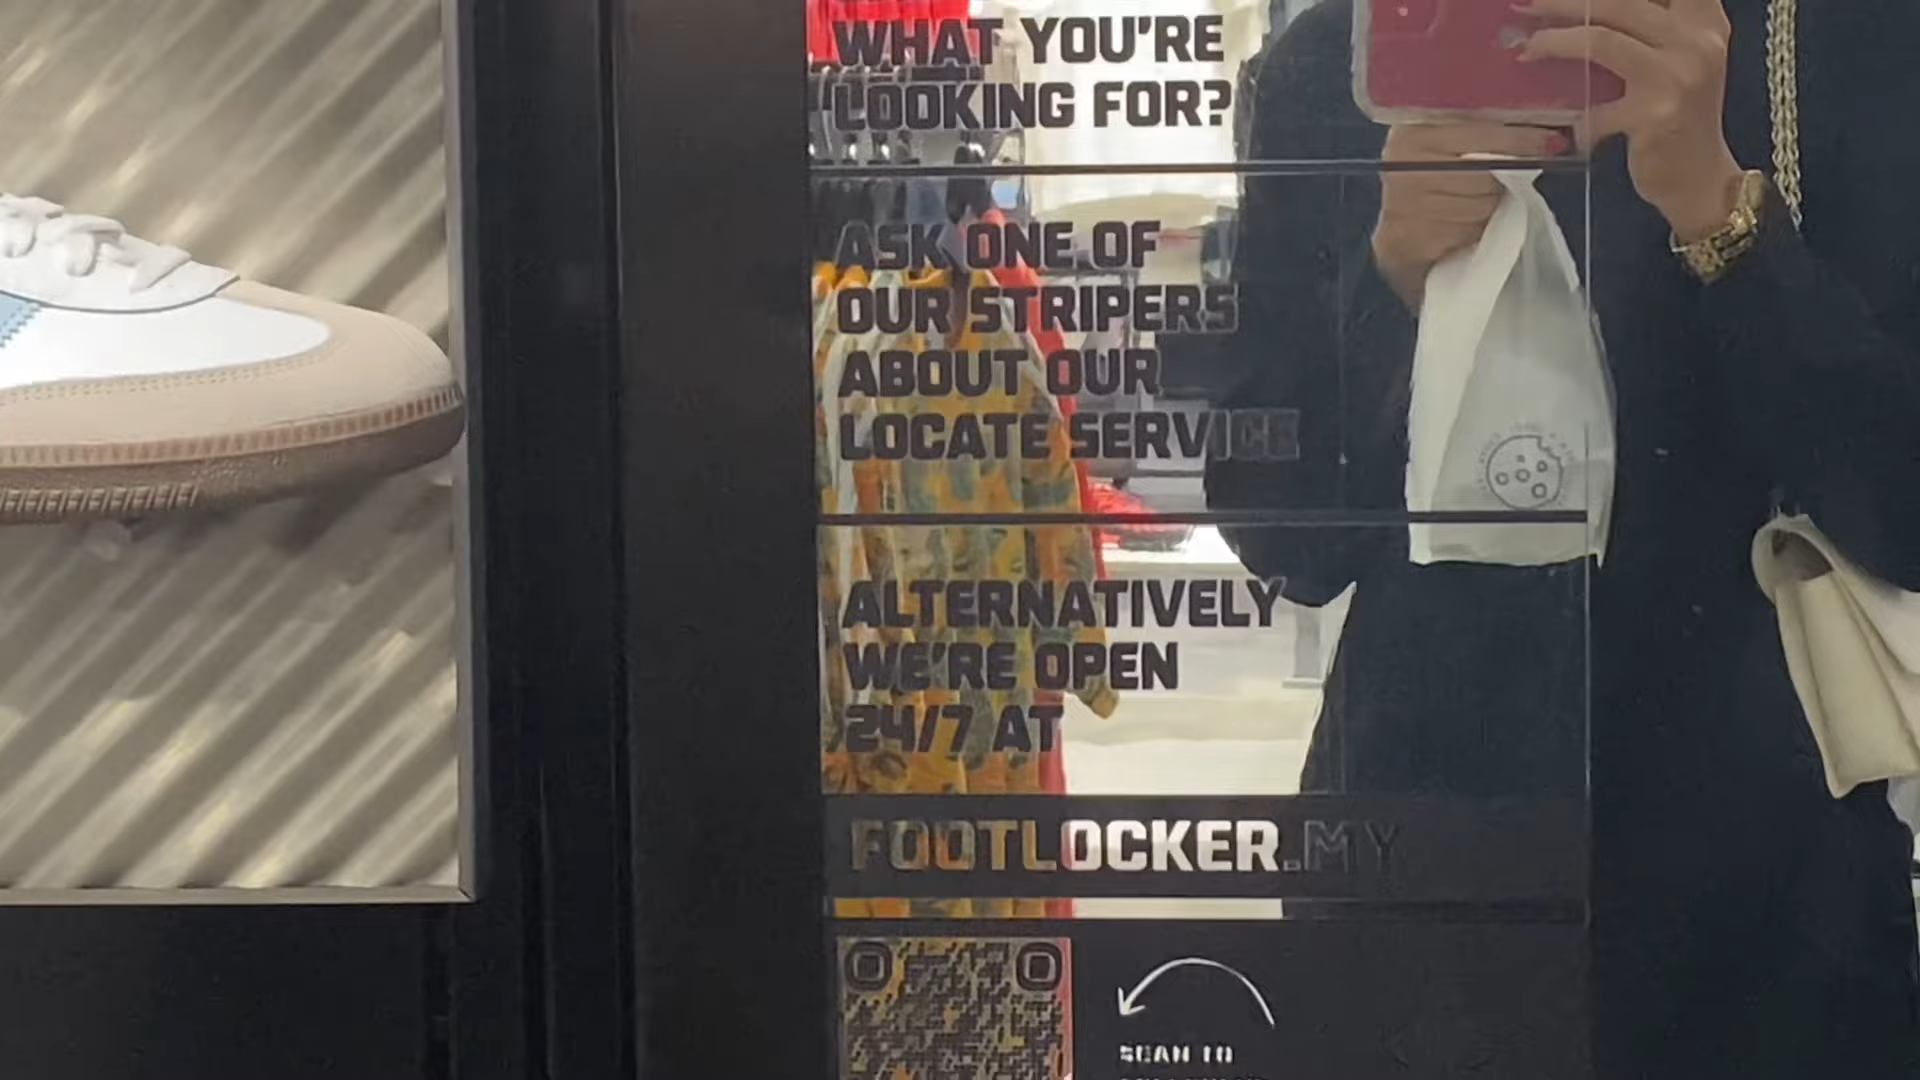 WHAT YOU'RE
LOOKING FOR?
ASK ONE OF
OUR STRIPERS
ABOUT OUR
LOCATE SERVICE
ALTERNATIVELY
WE'RE OPEN
24/7 AT
FOOTLOCKER.MY
SCAN TO